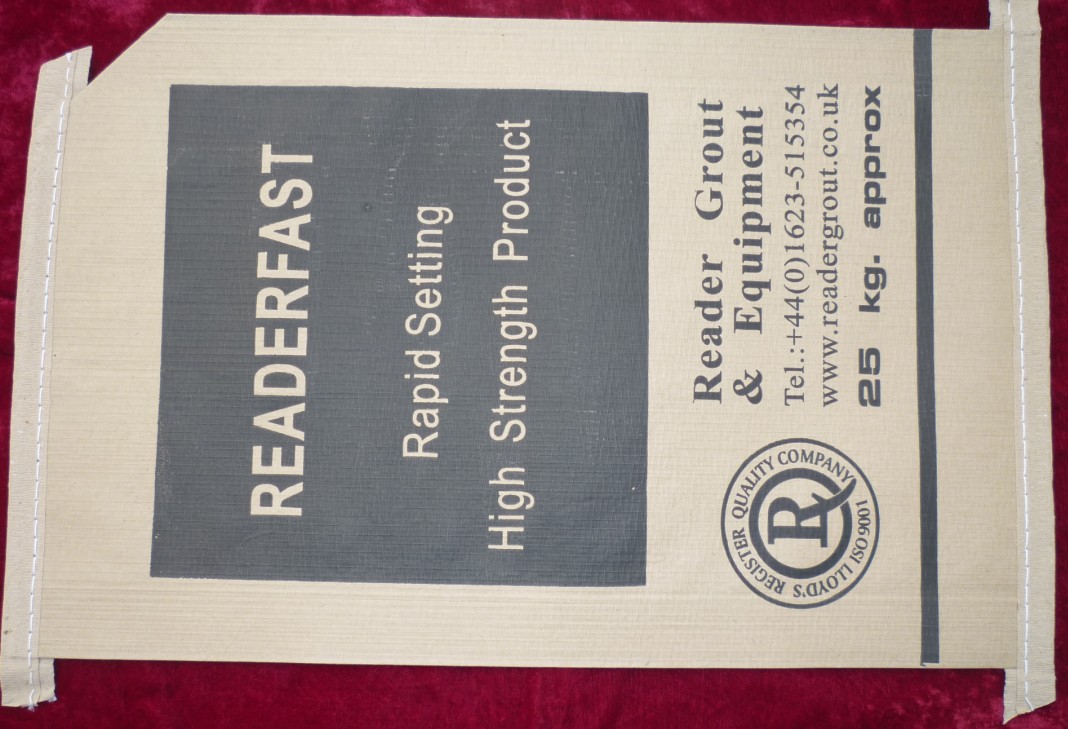 READERFAST
Rapid Setting
High Strength Product
Reader Grout
& Equipment
Tel.:+44(0)1623-515354
www.readergrout.co.uk
25 kg. approx
LLOYD'S REGISTER QUALITY COMPANY ISO 9001
R